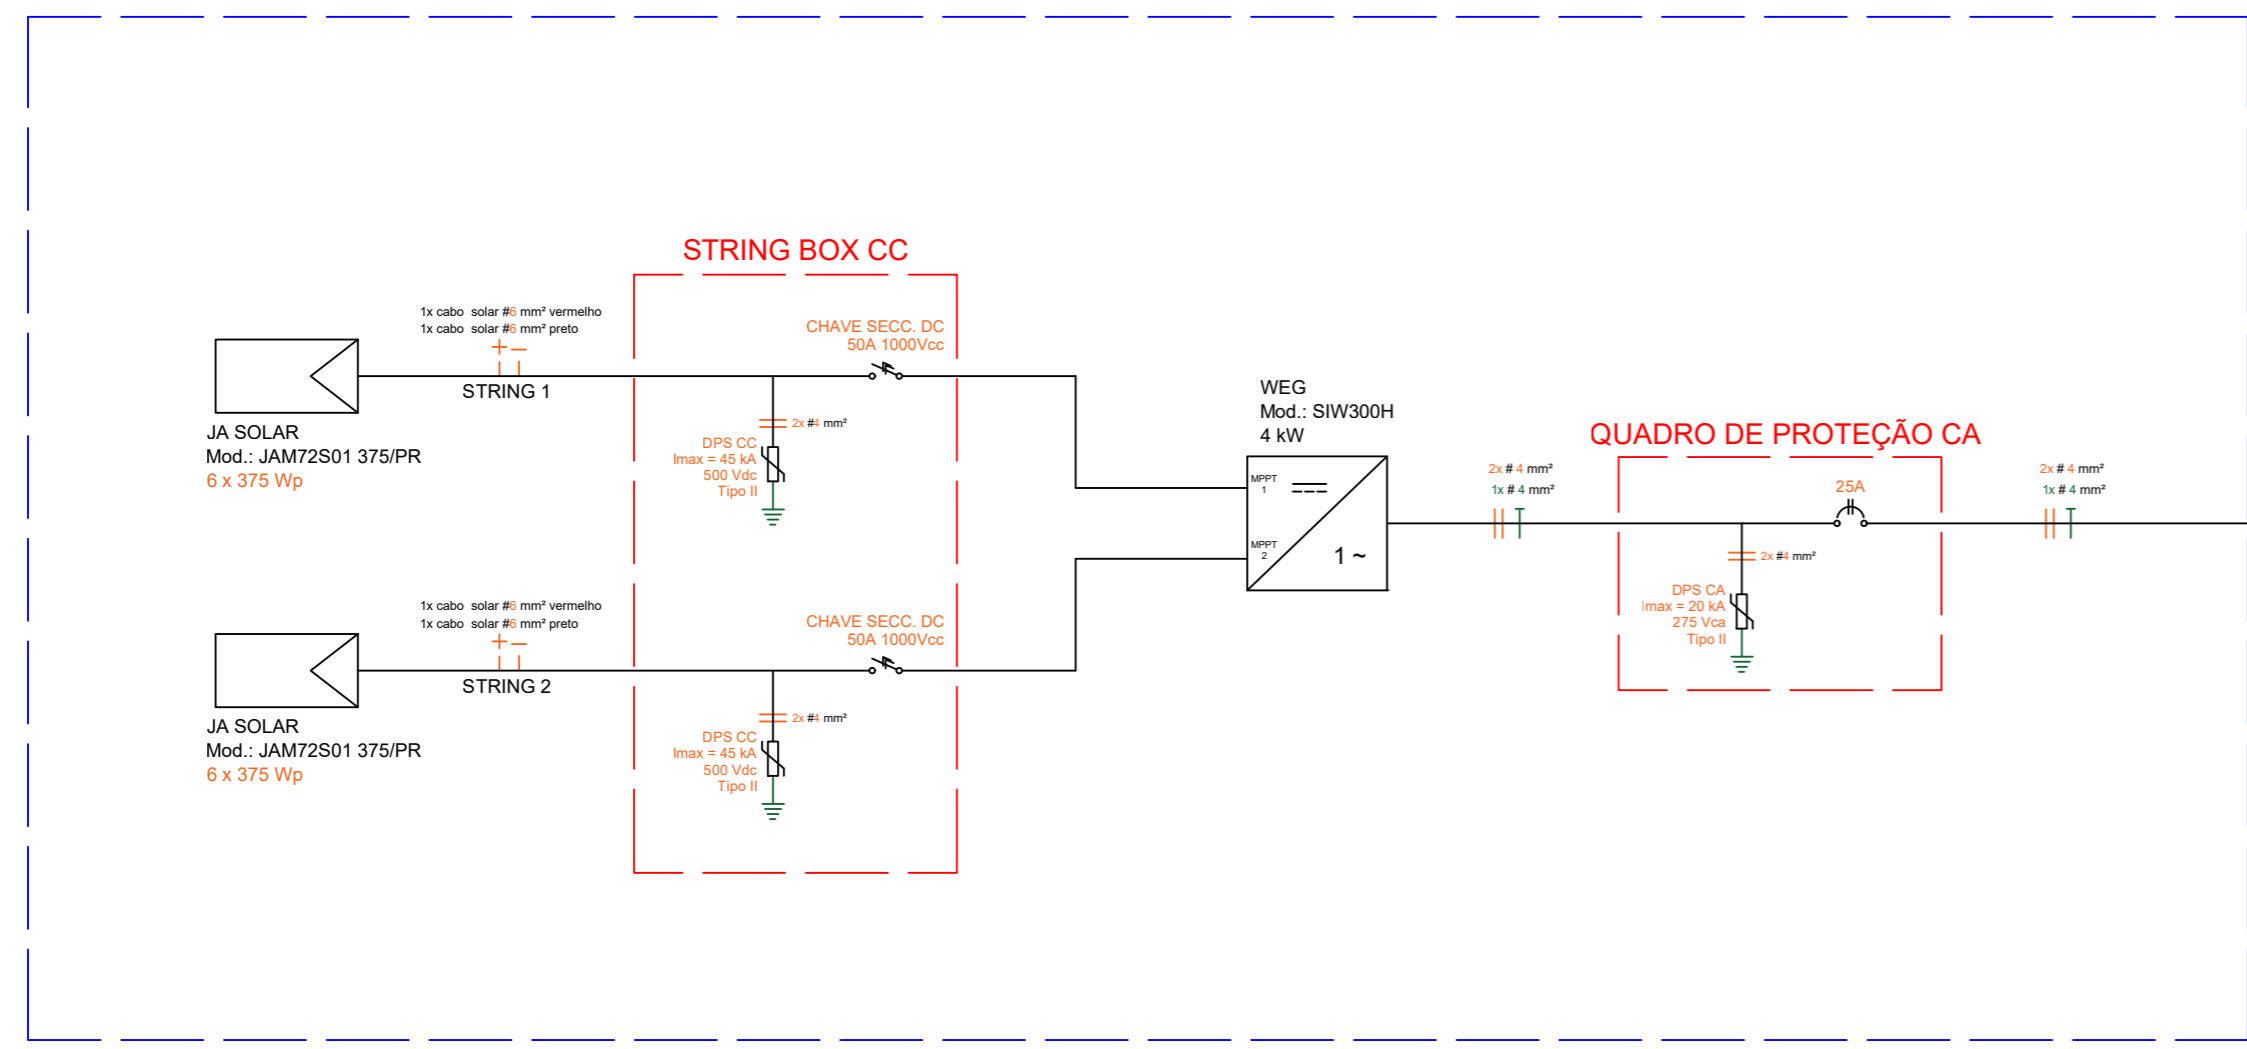 STRING BOX CC
1x cabo solar #6 mm² vermelho
1x cabo solar #6 mm² preto
+ −
STRING 1
CHAVE SECC. DC
50A 1000Vcc
JA SOLAR
Mod.: JAM72S01 375/PR
6 x 375 Wp
2x #4 mm²
DPS CC
Imax = 45 kA
500 Vdc
Tipo II
WEG
Mod.: SIW300H
4 kW
MPPT
1
MPPT
2
1 ~
QUADRO DE PROTEÇÃO CA
2x # 4 mm²
1x # 4 mm²
25A
2x # 4 mm²
1x # 4 mm²
2x #4 mm²
DPS CA
Imax = 20 kA
275 Vca
Tipo II
1x cabo solar #6 mm² vermelho
1x cabo solar #6 mm² preto
+ −
STRING 2
CHAVE SECC. DC
50A 1000Vcc
JA SOLAR
Mod.: JAM72S01 375/PR
6 x 375 Wp
2x #4 mm²
DPS CC
Imax = 45 kA
500 Vdc
Tipo II